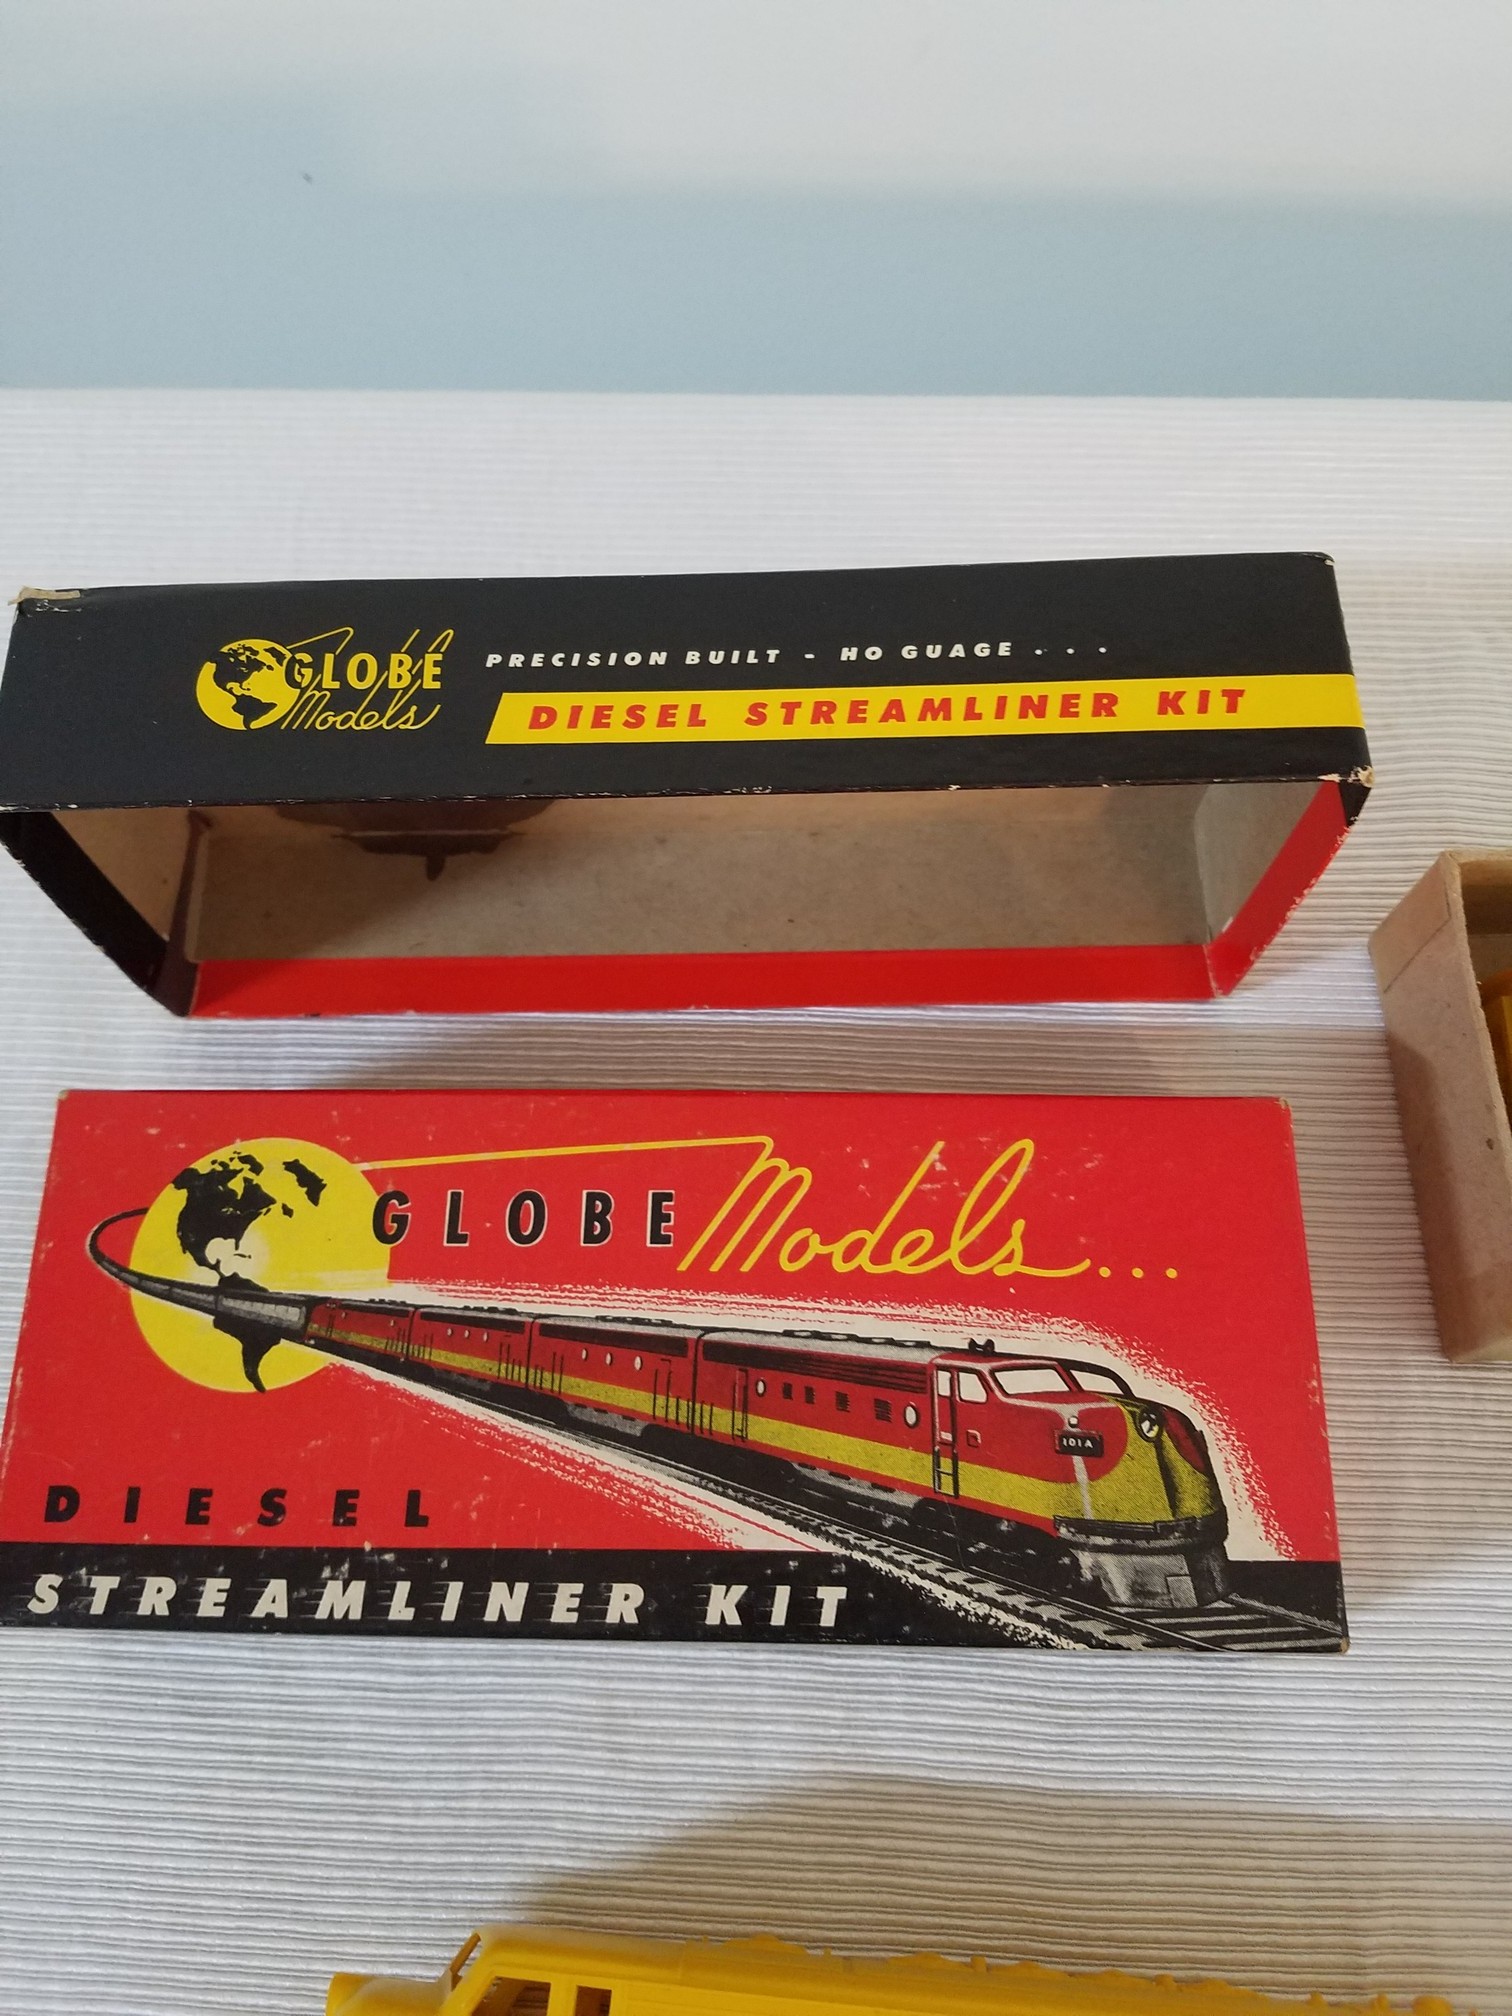 GLOBE
Models
PRECISION BUILT - HO GUAGE . . .
DIESEL STREAMLINER KIT
GLOBE Models...
101A
DIESEL
STREAMLINER KIT